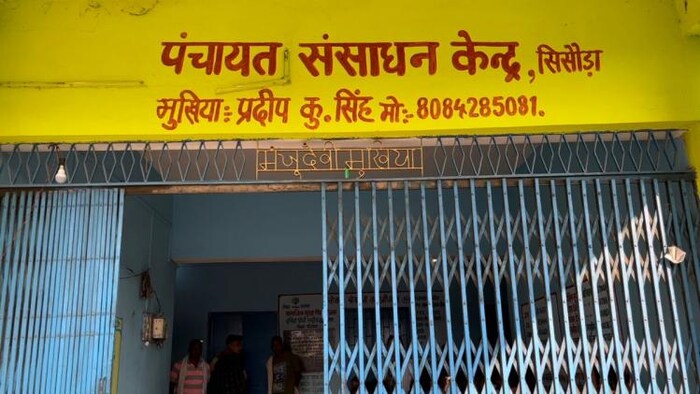 पंचायत संसाधन केन्द्र, सिसौड़ा
मुखिया:- प्रदीप कु. सिंह मो:- 8084285081.
मंजु देवी मुखिया